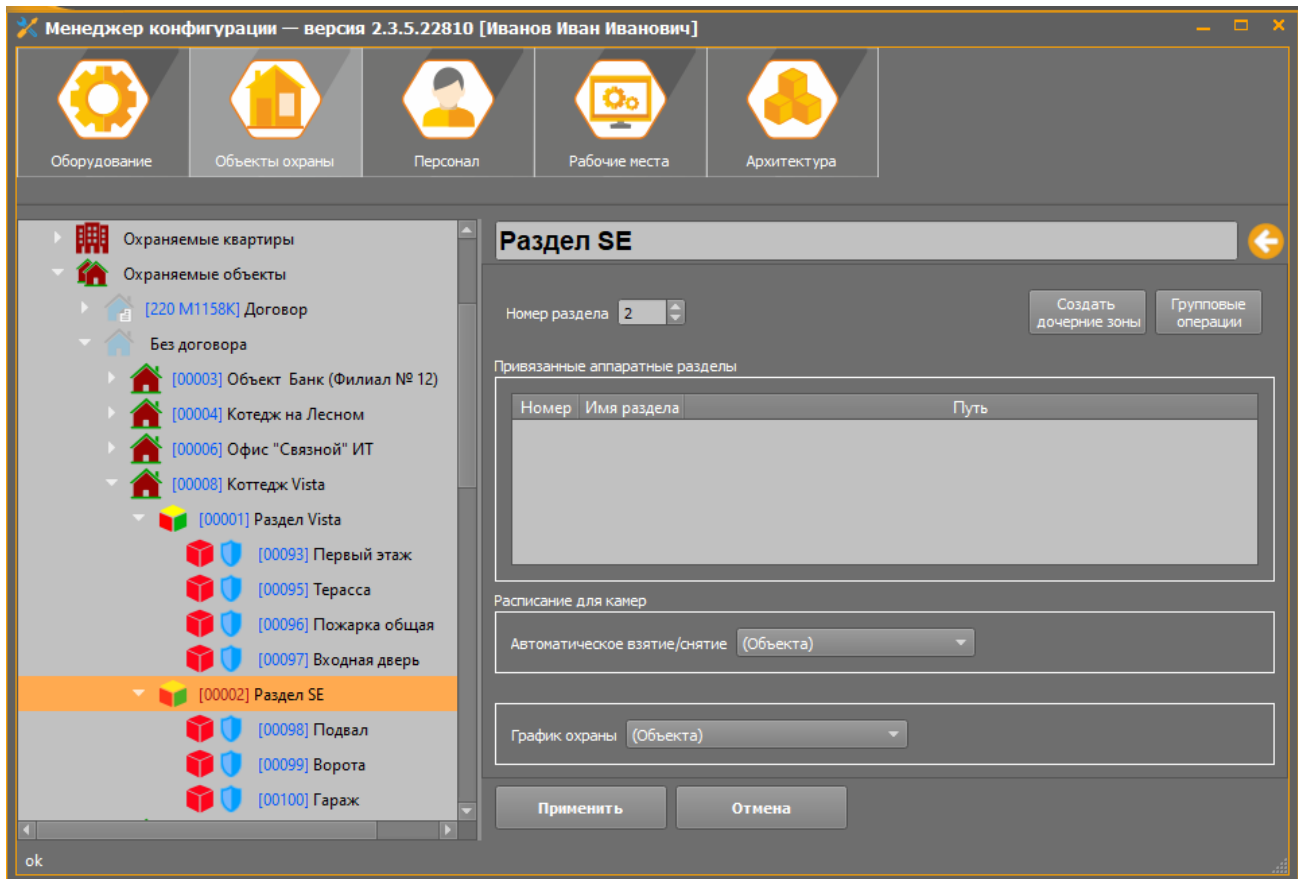 Менеджер конфигурации — версия 2.3.5.22810 [Иванов Иван Иванович]
Оборудование
Объекты охраны
Персонал
Рабочие места
Архитектура
Охраняемые квартиры
Охраняемые объекты
[220 М1158К] Договор
Без договора
[00003] Объект Банк (Филиал № 12)
[00004] Котедж на Лесном
[00006] Офис "Связной" ИТ
[00008] Коттедж Vista
[00001] Раздел Vista
[00093] Первый этаж
[00095] Терасса
[00096] Пожарка общая
[00097] Входная дверь
[00002] Раздел SE
[00098] Подвал
[00099] Ворота
[00100] Гараж
Раздел SE
Номер раздела 2
Создать
дочерние зоны
Групповые
операции
Привязанные аппаратные разделы
Номер Имя раздела Путь
Расписание для камер
Автоматическое взятие/снятие (Объекта)
График охраны (Объекта)
Применить Отмена
ok